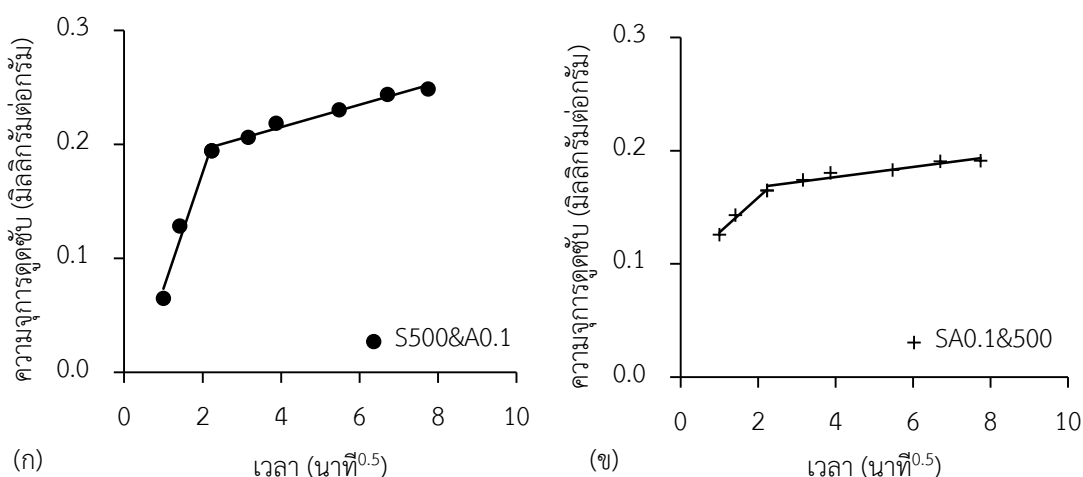 ความจุการดูดซับ (มิลลิกรัมต่อกรัม)
0.3
0.2
0.1
0.0
S500&A0.1
0 2 4 6 8 10
(ก)
เวลา (นาที0.5)
ความจุการดูดซับ (มิลลิกรัมต่อกรัม)
0.3
0.2
0.1
0.0
SA0.1&500
0 2 4 6 8 10
(ข)
เวลา (นาที0.5)